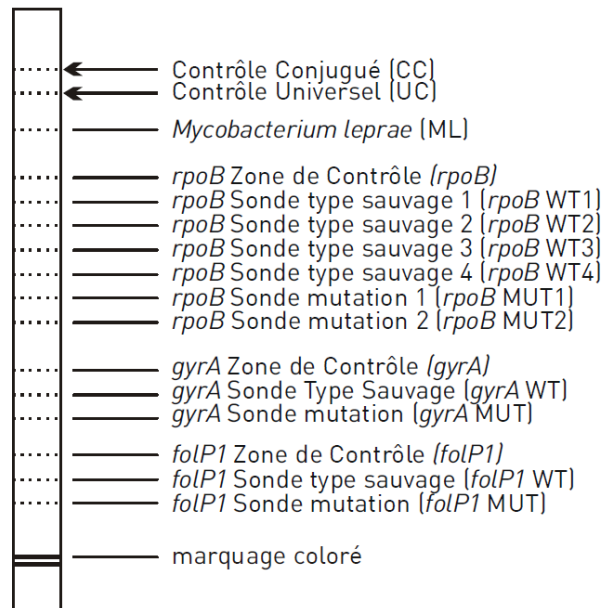 Contrôle Conjugué (CC)
Contrôle Universel (UC)
Mycobacterium leprae (ML)
rpoB Zone de Contrôle (rpoB)
rpoB Sonde type sauvage 1 (rpoB WT1)
rpoB Sonde type sauvage 2 (rpoB WT2)
rpoB Sonde type sauvage 3 (rpoB WT3)
rpoB Sonde type sauvage 4 (rpoB WT4)
rpoB Sonde mutation 1 (rpoB MUT1)
rpoB Sonde mutation 2 (rpoB MUT2)
gyrA Zone de Contrôle (gyrA)
gyrA Sonde Type Sauvage (gyrA WT)
gyrA Sonde mutation (gyrA MUT)
folP1 Zone de Contrôle (folP1)
folP1 Sonde type sauvage (folP1 WT)
folP1 Sonde mutation (folP1 MUT)
marquage coloré